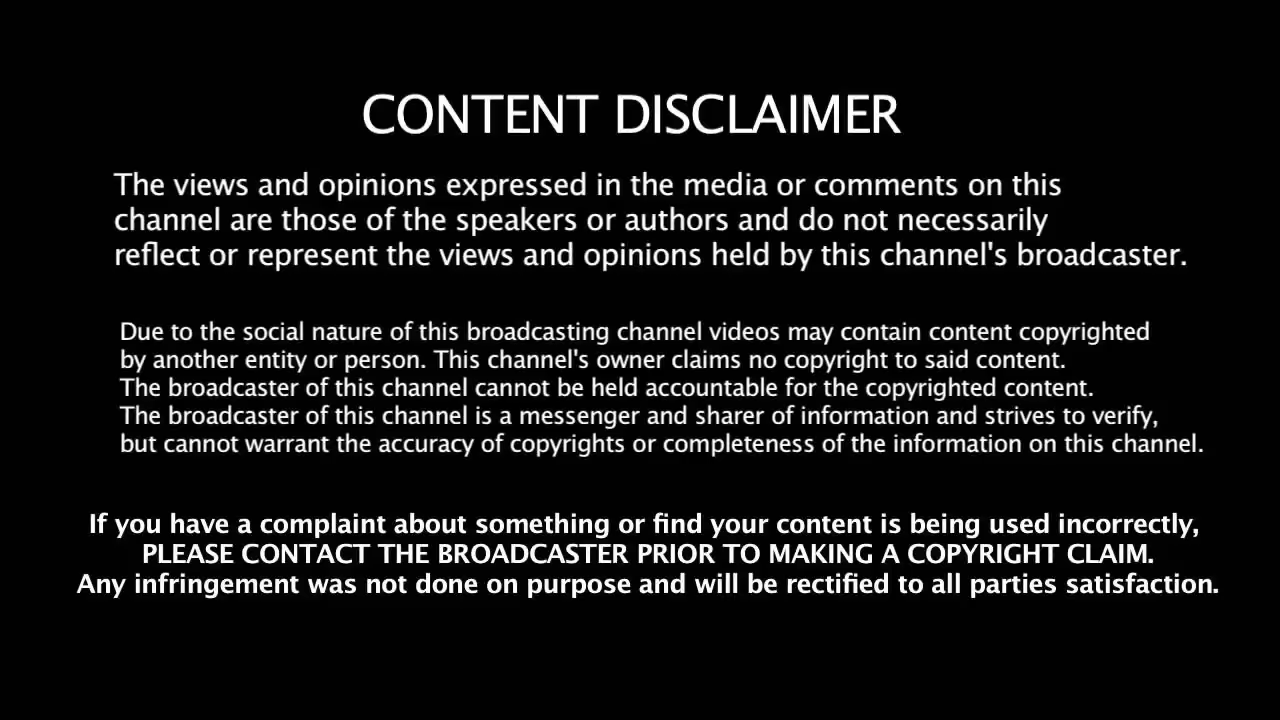 CONTENT DISCLAIMER
The views and opinions expressed in the media or comments on this
channel are those of the speakers or authors and do not necessarily
reflect or represent the views and opinions held by this channel's broadcaster.
Due to the social nature of this broadcasting channel videos may contain content copyrighted
by another entity or person. This channel's owner claims no copyright to said content.
The broadcaster of this channel cannot be held accountable for the copyrighted content.
The broadcaster of this channel is a messenger and sharer of information and strives to verify,
but cannot warrant the accuracy of copyrights or completeness of the information on this channel.
If you have a complaint about something or find your content is being used incorrectly,
PLEASE CONTACT THE BROADCASTER PRIOR TO MAKING A COPYRIGHT CLAIM.
Any infringement was not done on purpose and will be rectified to all parties satisfaction.